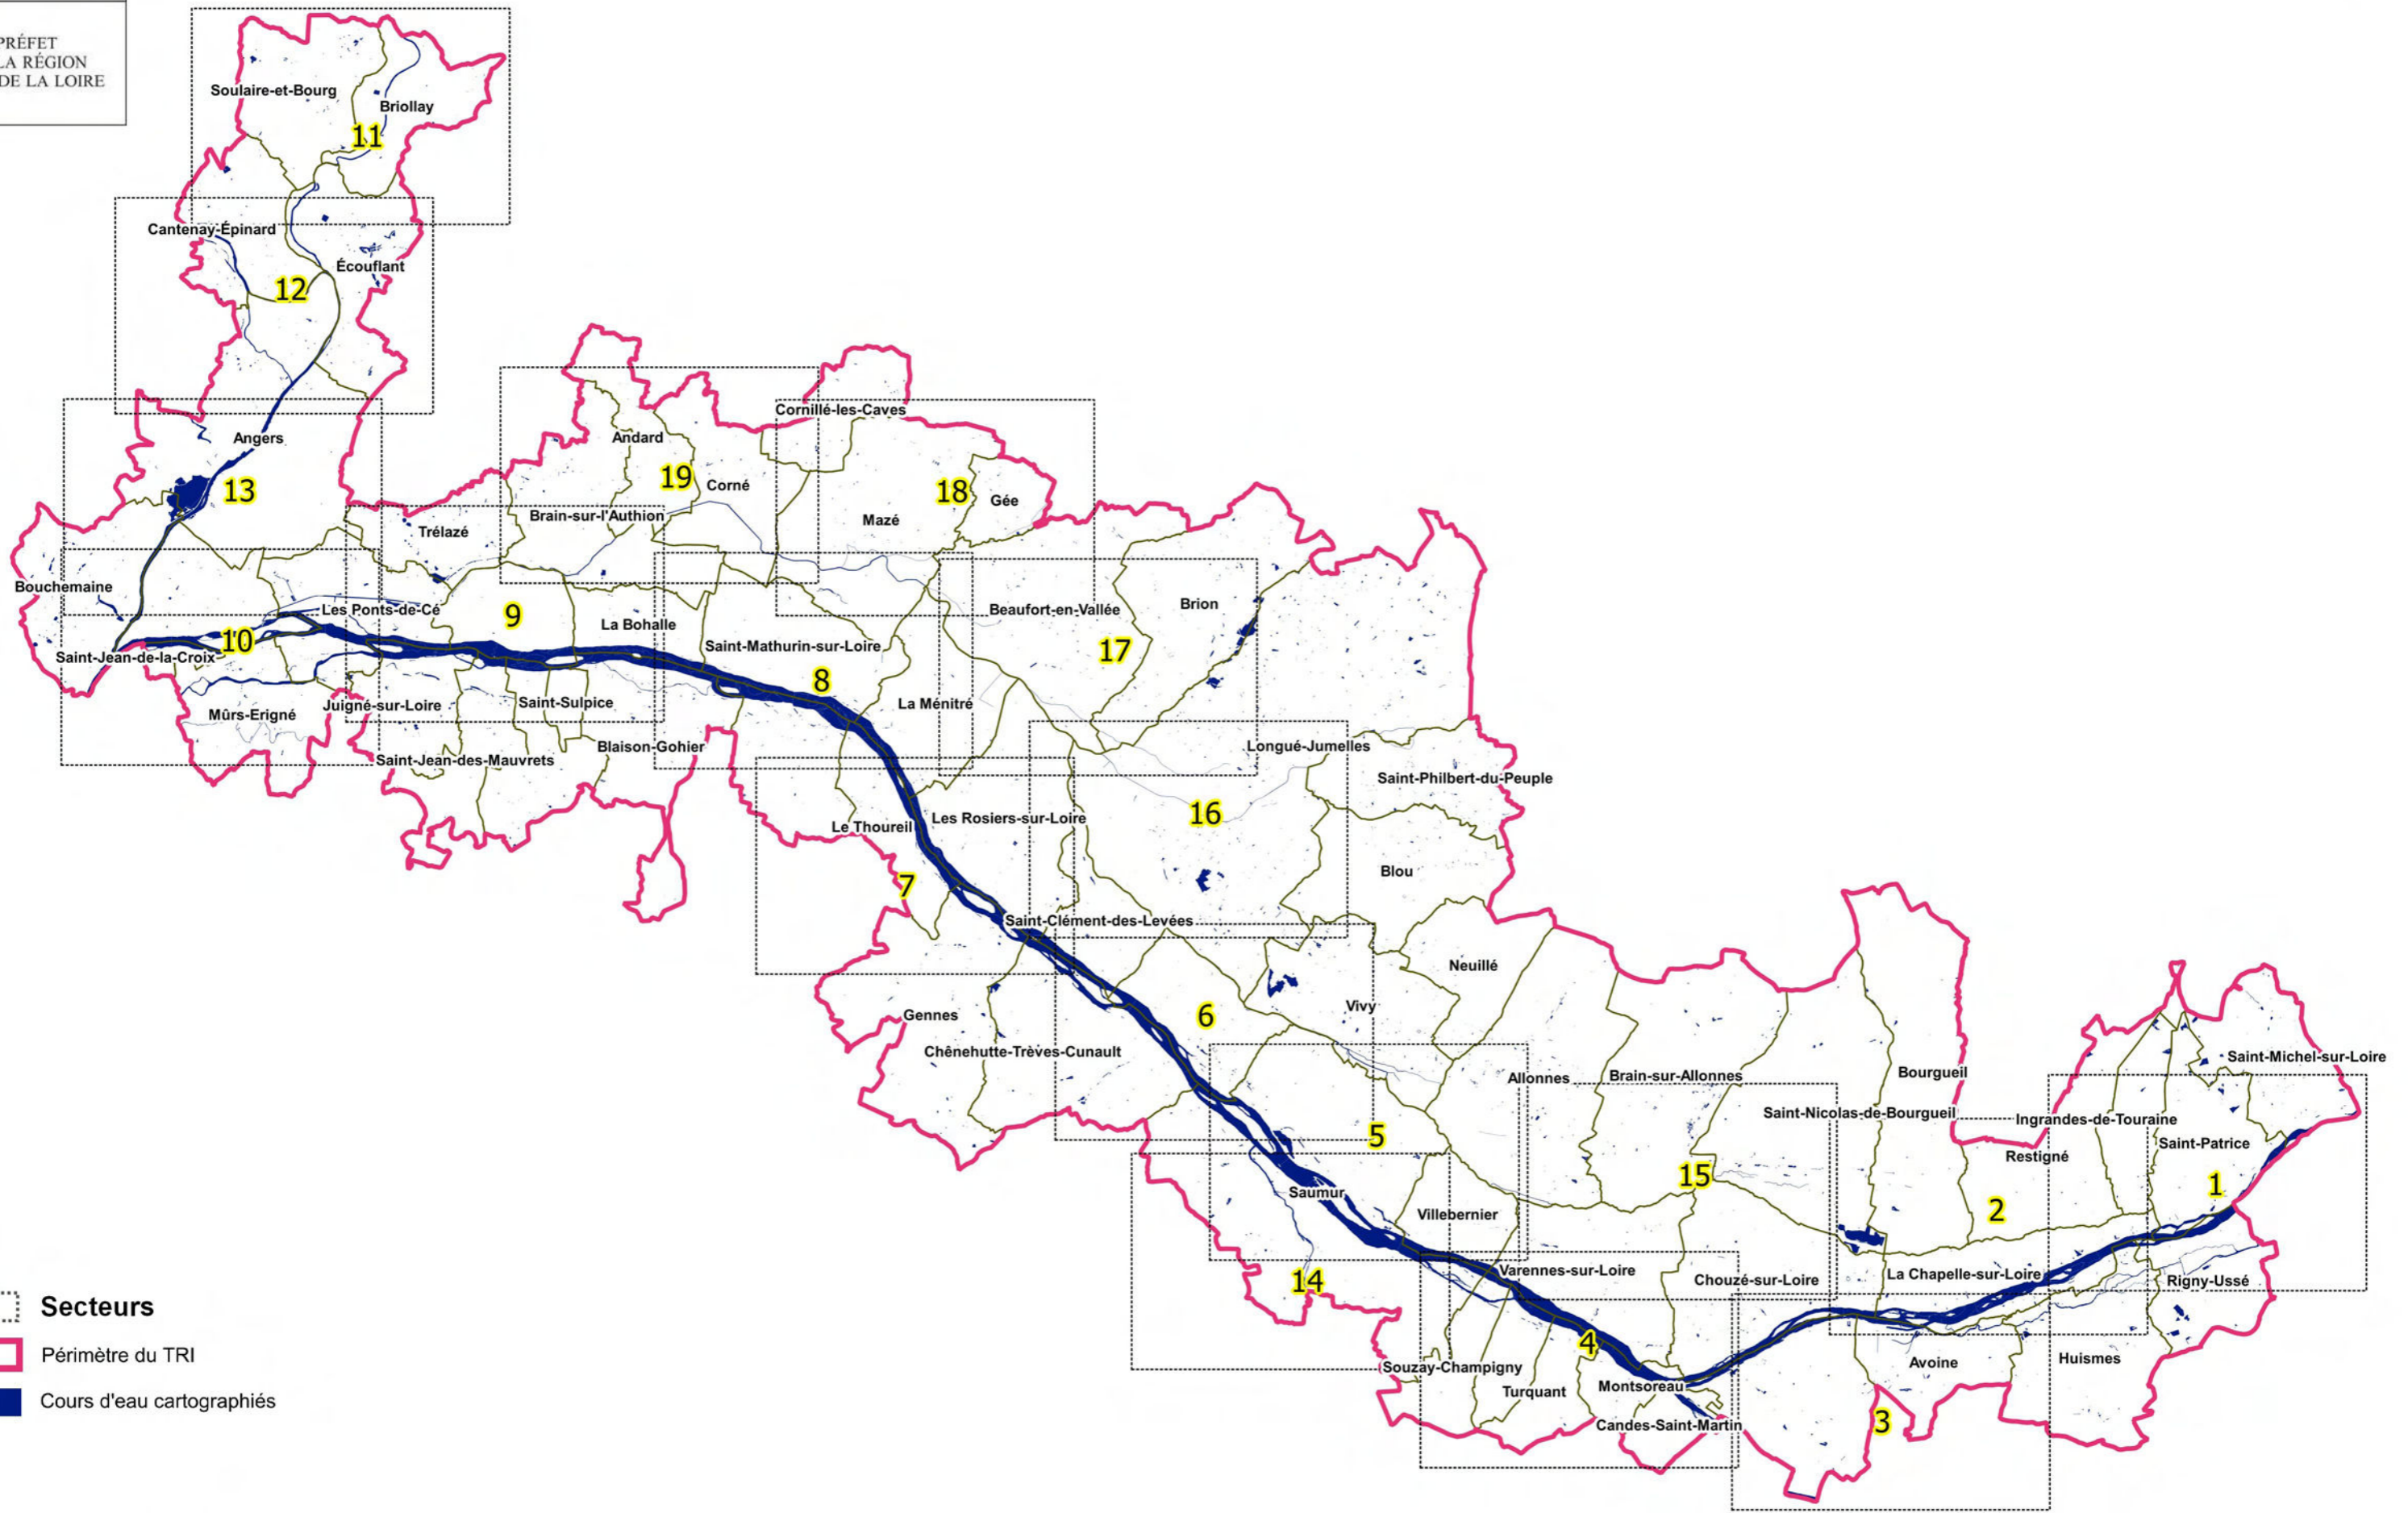 PRÉFET
LA RÉGION
DE LA LOIRE
Soulaire-et-Bourg
Briollay
11
Cantenay-Épinard
Écouflant
12
Cornillé-les-Caves
Angers
Andard
19
Corné
13
18
Gée
Mazé
Brain-sur-l'Authion
Trélazé
Bouchemaine
Les Ponts-de-Cé
9
La Bohalle
Beaufort-en-Vallée
Brion
10
Saint-Jean-de-la-Croix
Saint-Mathurin-sur-Loire
17
8
Mûrs-Erigné
Juigné-sur-Loire
Saint-Sulpice
La Ménitré
Saint-Jean-des-Mauvrets
Blaison-Gohier
Longué-Jumelles
Saint-Philbert-du-Peuple
16
Le Thoureil
Les Rosiers-sur-Loire
Blou
7
Saint-Clément-des-Levées
Neuillé
Gennes
6
Vivy
Chênehutte-Trèves-Cunault
Saint-Michel-sur-Loire
Allonnes
Brain-sur-Allonnes
Bourgueil
Saint-Nicolas-de-Bourgueil
Ingrandes-de-Touraine
5
Saint-Patrice
Restigné
15
1
Saumur
Villebernier
2
14
Varennes-sur-Loire
Chouzé-sur-Loire
La Chapelle-sur-Loire
Rigny-Ussé
4
Souzay-Champigny
Avoine
Huismes
Turquant
Montsoreau
Candes-Saint-Martin
3
Secteurs
Périmètre du TRI
Cours d'eau cartographiés